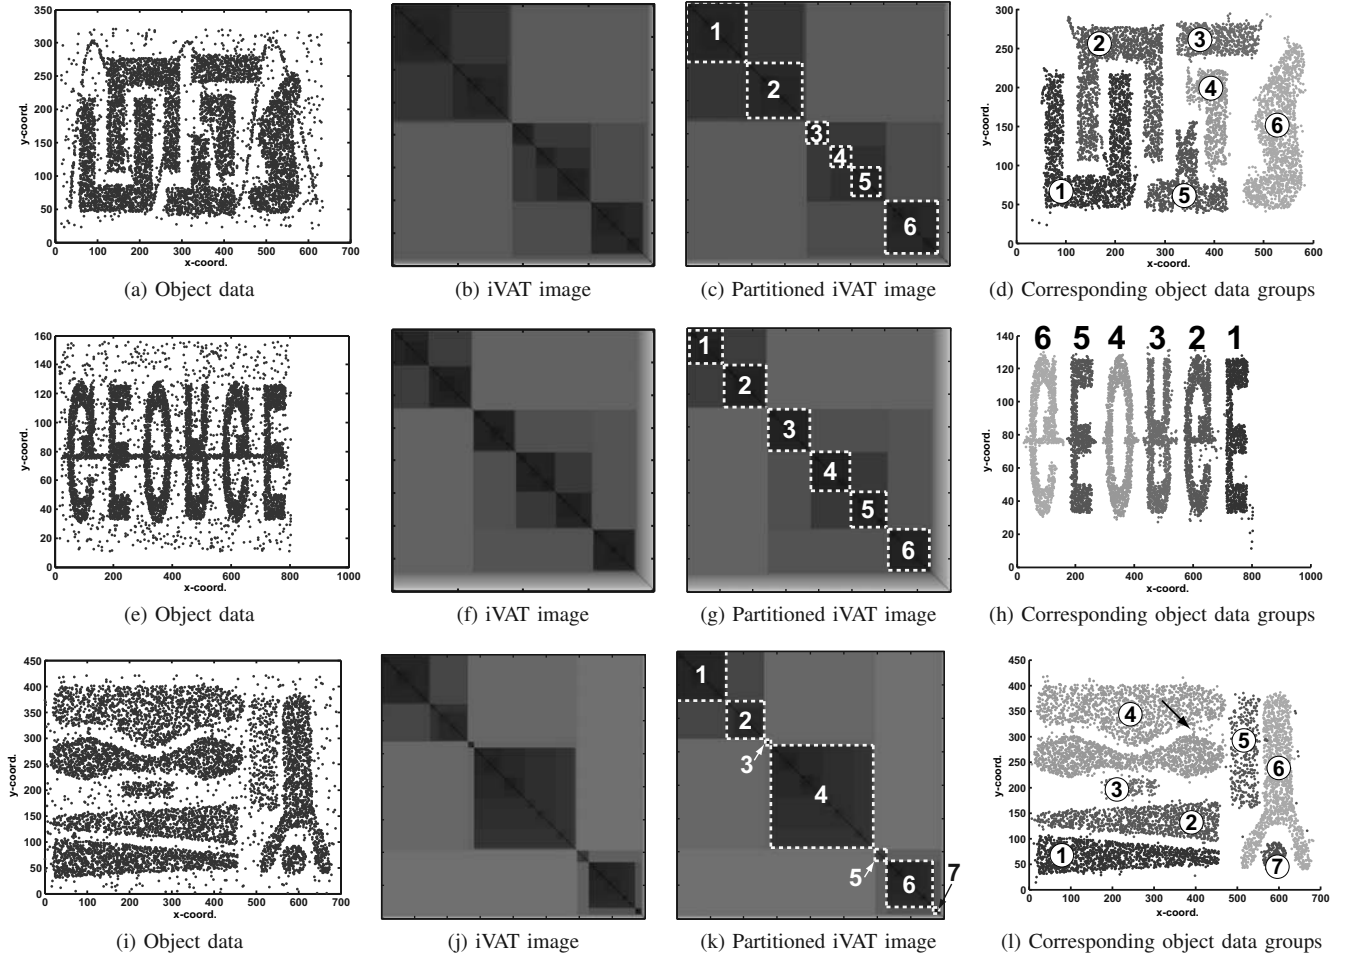 350
300
250
200
150
100
50
0
y-coord.
0 100 200 300 400 500 600 700
x-coord.
(a) Object data
(b) iVAT image
1
2
3
4
5
6
(c) Partitioned iVAT image
300
250
200
150
100
50
0
y-coord.
2
3
4
6
1
5
0 100 200 300 400 500 600
x-coord.
(d) Corresponding object data groups
160
140
120
100
80
60
40
20
0
y-coord.
0 200 400 600 800 1000
x-coord.
(e) Object data
(f) iVAT image
1
2
3
4
5
6
(g) Partitioned iVAT image
6 5 4 3 2 1
140
120
100
80
60
40
20
0
y-coord.
0 200 400 600 800 1000
x-coord.
(h) Corresponding object data groups
450
400
350
300
250
200
150
100
50
0
y-coord.
0 100 200 300 400 500 600 700
x-coord.
(i) Object data
(j) iVAT image
1
2
3
4
5
6
7
(k) Partitioned iVAT image
450
400
350
300
250
200
150
100
50
0
y-coord.
4
5
6
3
2
1
7
0 100 200 300 400 500 600 700
x-coord.
(l) Corresponding object data groups